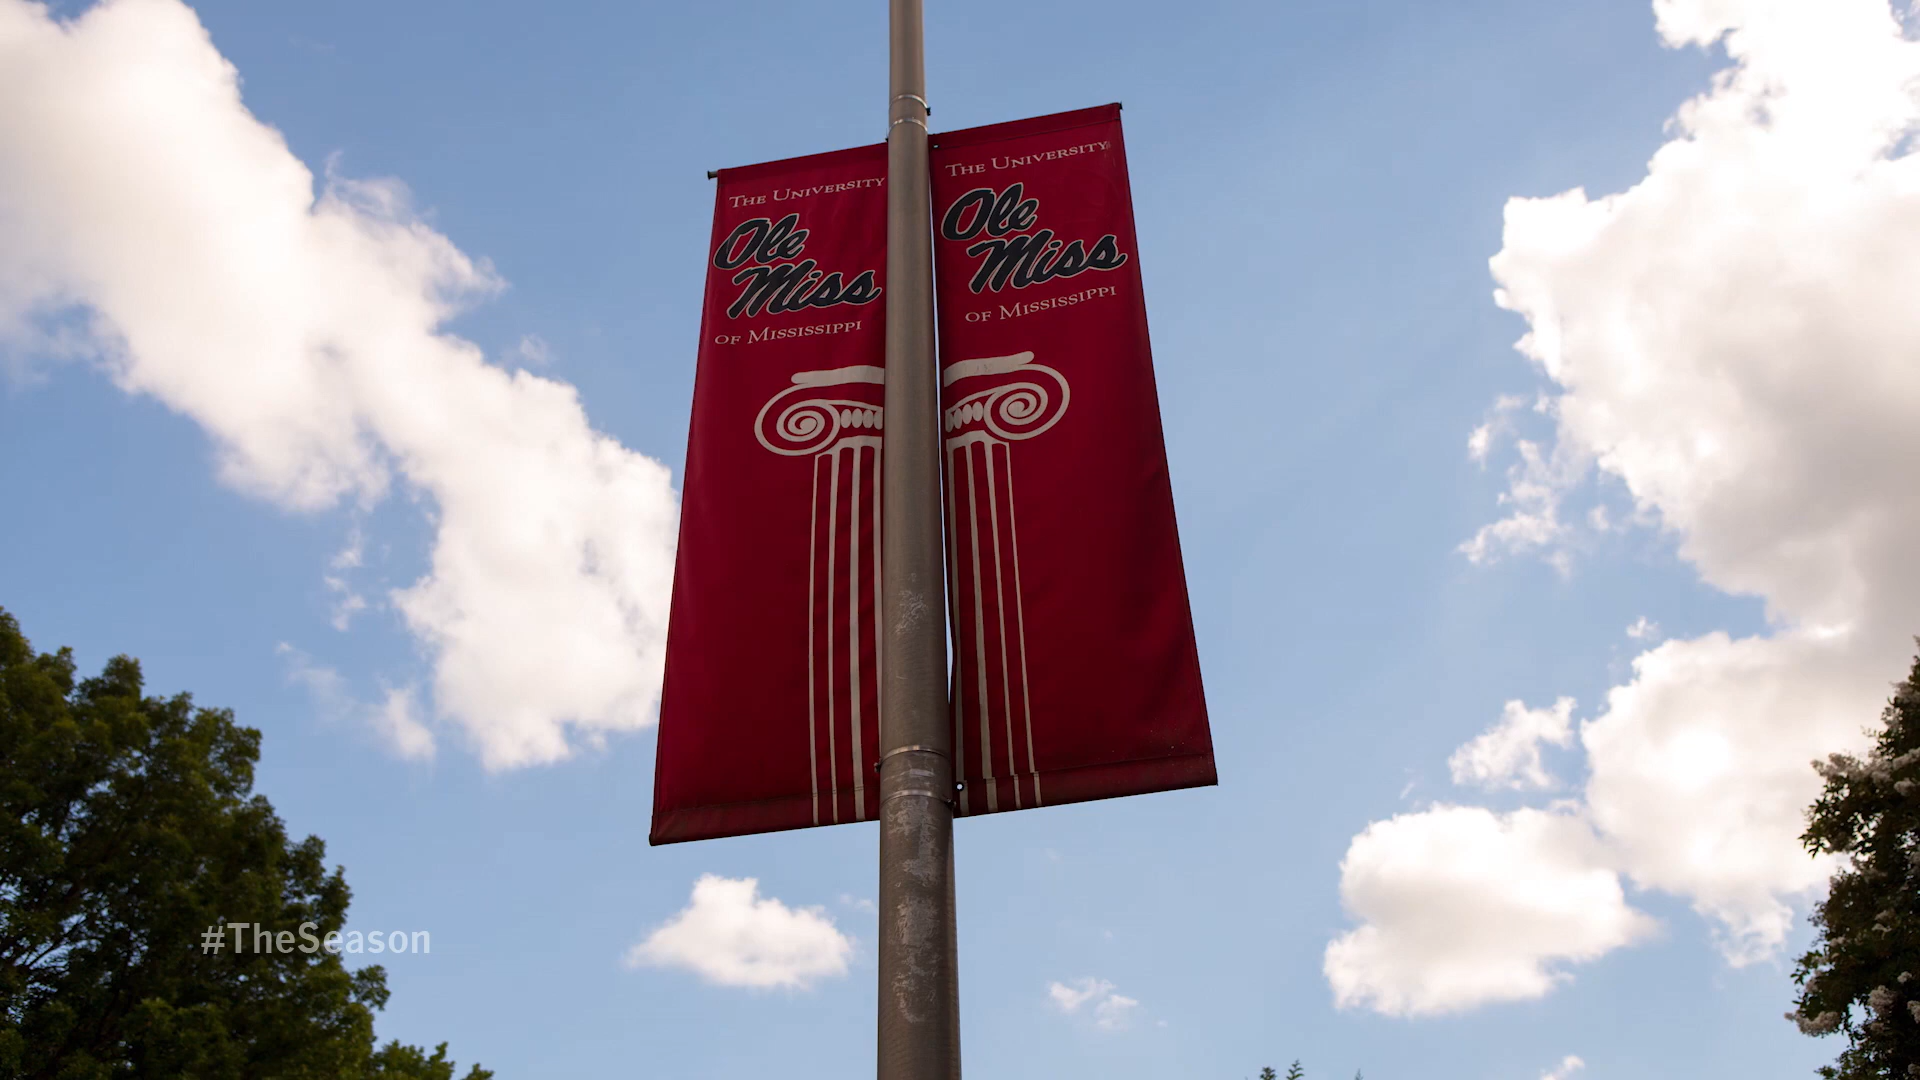 The University
Ole
Miss
of Mississippi
The University
Ole
Miss
of Mississippi
#TheSeason